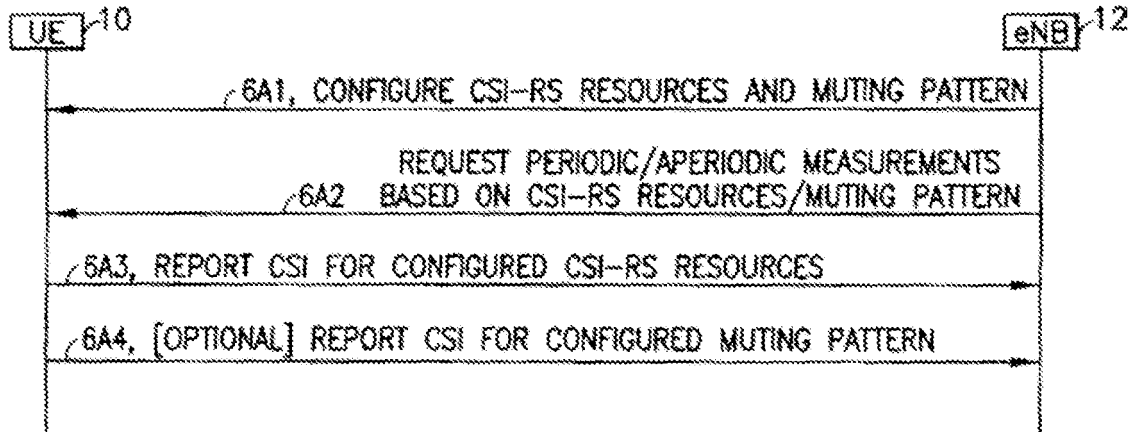 UE 10
eNB 12
6A1, CONFIGURE CSI-RS RESOURCES AND MUTING PATTERN
REQUEST PERIODIC/APERIODIC MEASUREMENTS
6A2 BASED ON CSI-RS RESOURCES/MUTING PATTERN
6A3, REPORT CSI FOR CONFIGURED CSI-RS RESOURCES
6A4, [OPTIONAL] REPORT CSI FOR CONFIGURED MUTING PATTERN